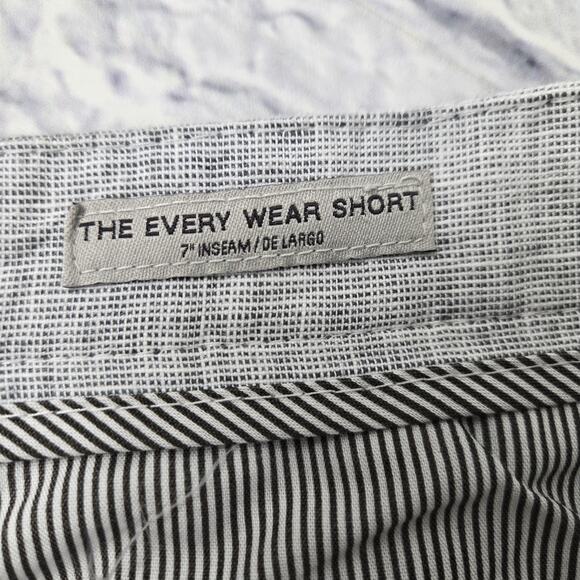 THE EVERY WEAR SHORT
7" INSEAM / DE LARGO